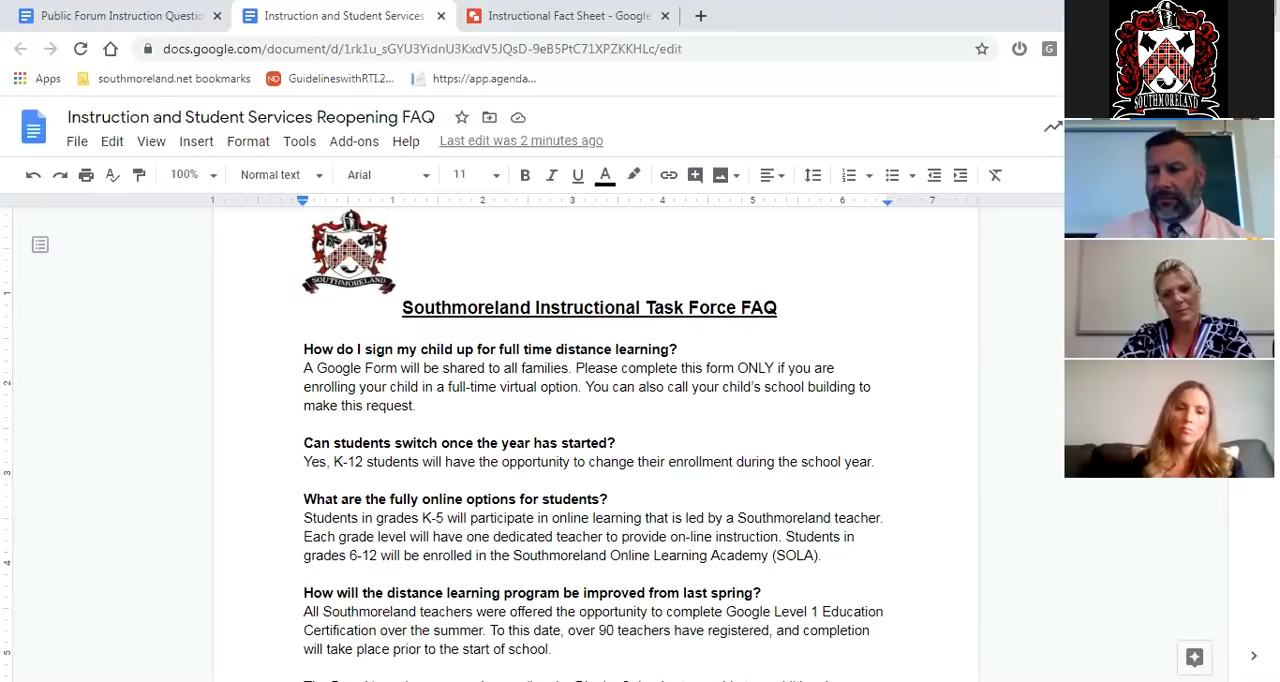 Public Forum Instruction Questio
Instruction and Student Services
Instructional Fact Sheet - Google
docs.google.com/document/d/1rk1u_sGYU3YidnU3KxdV5JQsD-9eB5PtC71XPZKKHLc/edit
G
Apps
southmoreland.net bookmarks
ND
GuidelineswithRTI.2...
https://app.agenda...
SOUTHMORELAND
Instruction and Student Services Reopening FAQ
File Edit View Insert Format Tools Add-ons Help Last edit was 2 minutes ago
100% Normal text Arial 11 B I U A
1 1 2 3 4 5 6 7
SOUTHMORELAND
Southmoreland Instructional Task Force FAQ
How do I sign my child up for full time distance learning?
A Google Form will be shared to all families. Please complete this form ONLY if you are
enrolling your child in a full-time virtual option. You can also call your child's school building to
make this request.
Can students switch once the year has started?
Yes, K-12 students will have the opportunity to change their enrollment during the school year.
What are the fully online options for students?
Students in grades K-5 will participate in online learning that is led by a Southmoreland teacher.
Each grade level will have one dedicated teacher to provide on-line instruction. Students in
grades 6-12 will be enrolled in the Southmoreland Online Learning Academy (SOLA).
How will the distance learning program be improved from last spring?
All Southmoreland teachers were offered the opportunity to complete Google Level 1 Education
Certification over the summer. To this date, over 90 teachers have registered, and completion
will take place prior to the start of school.